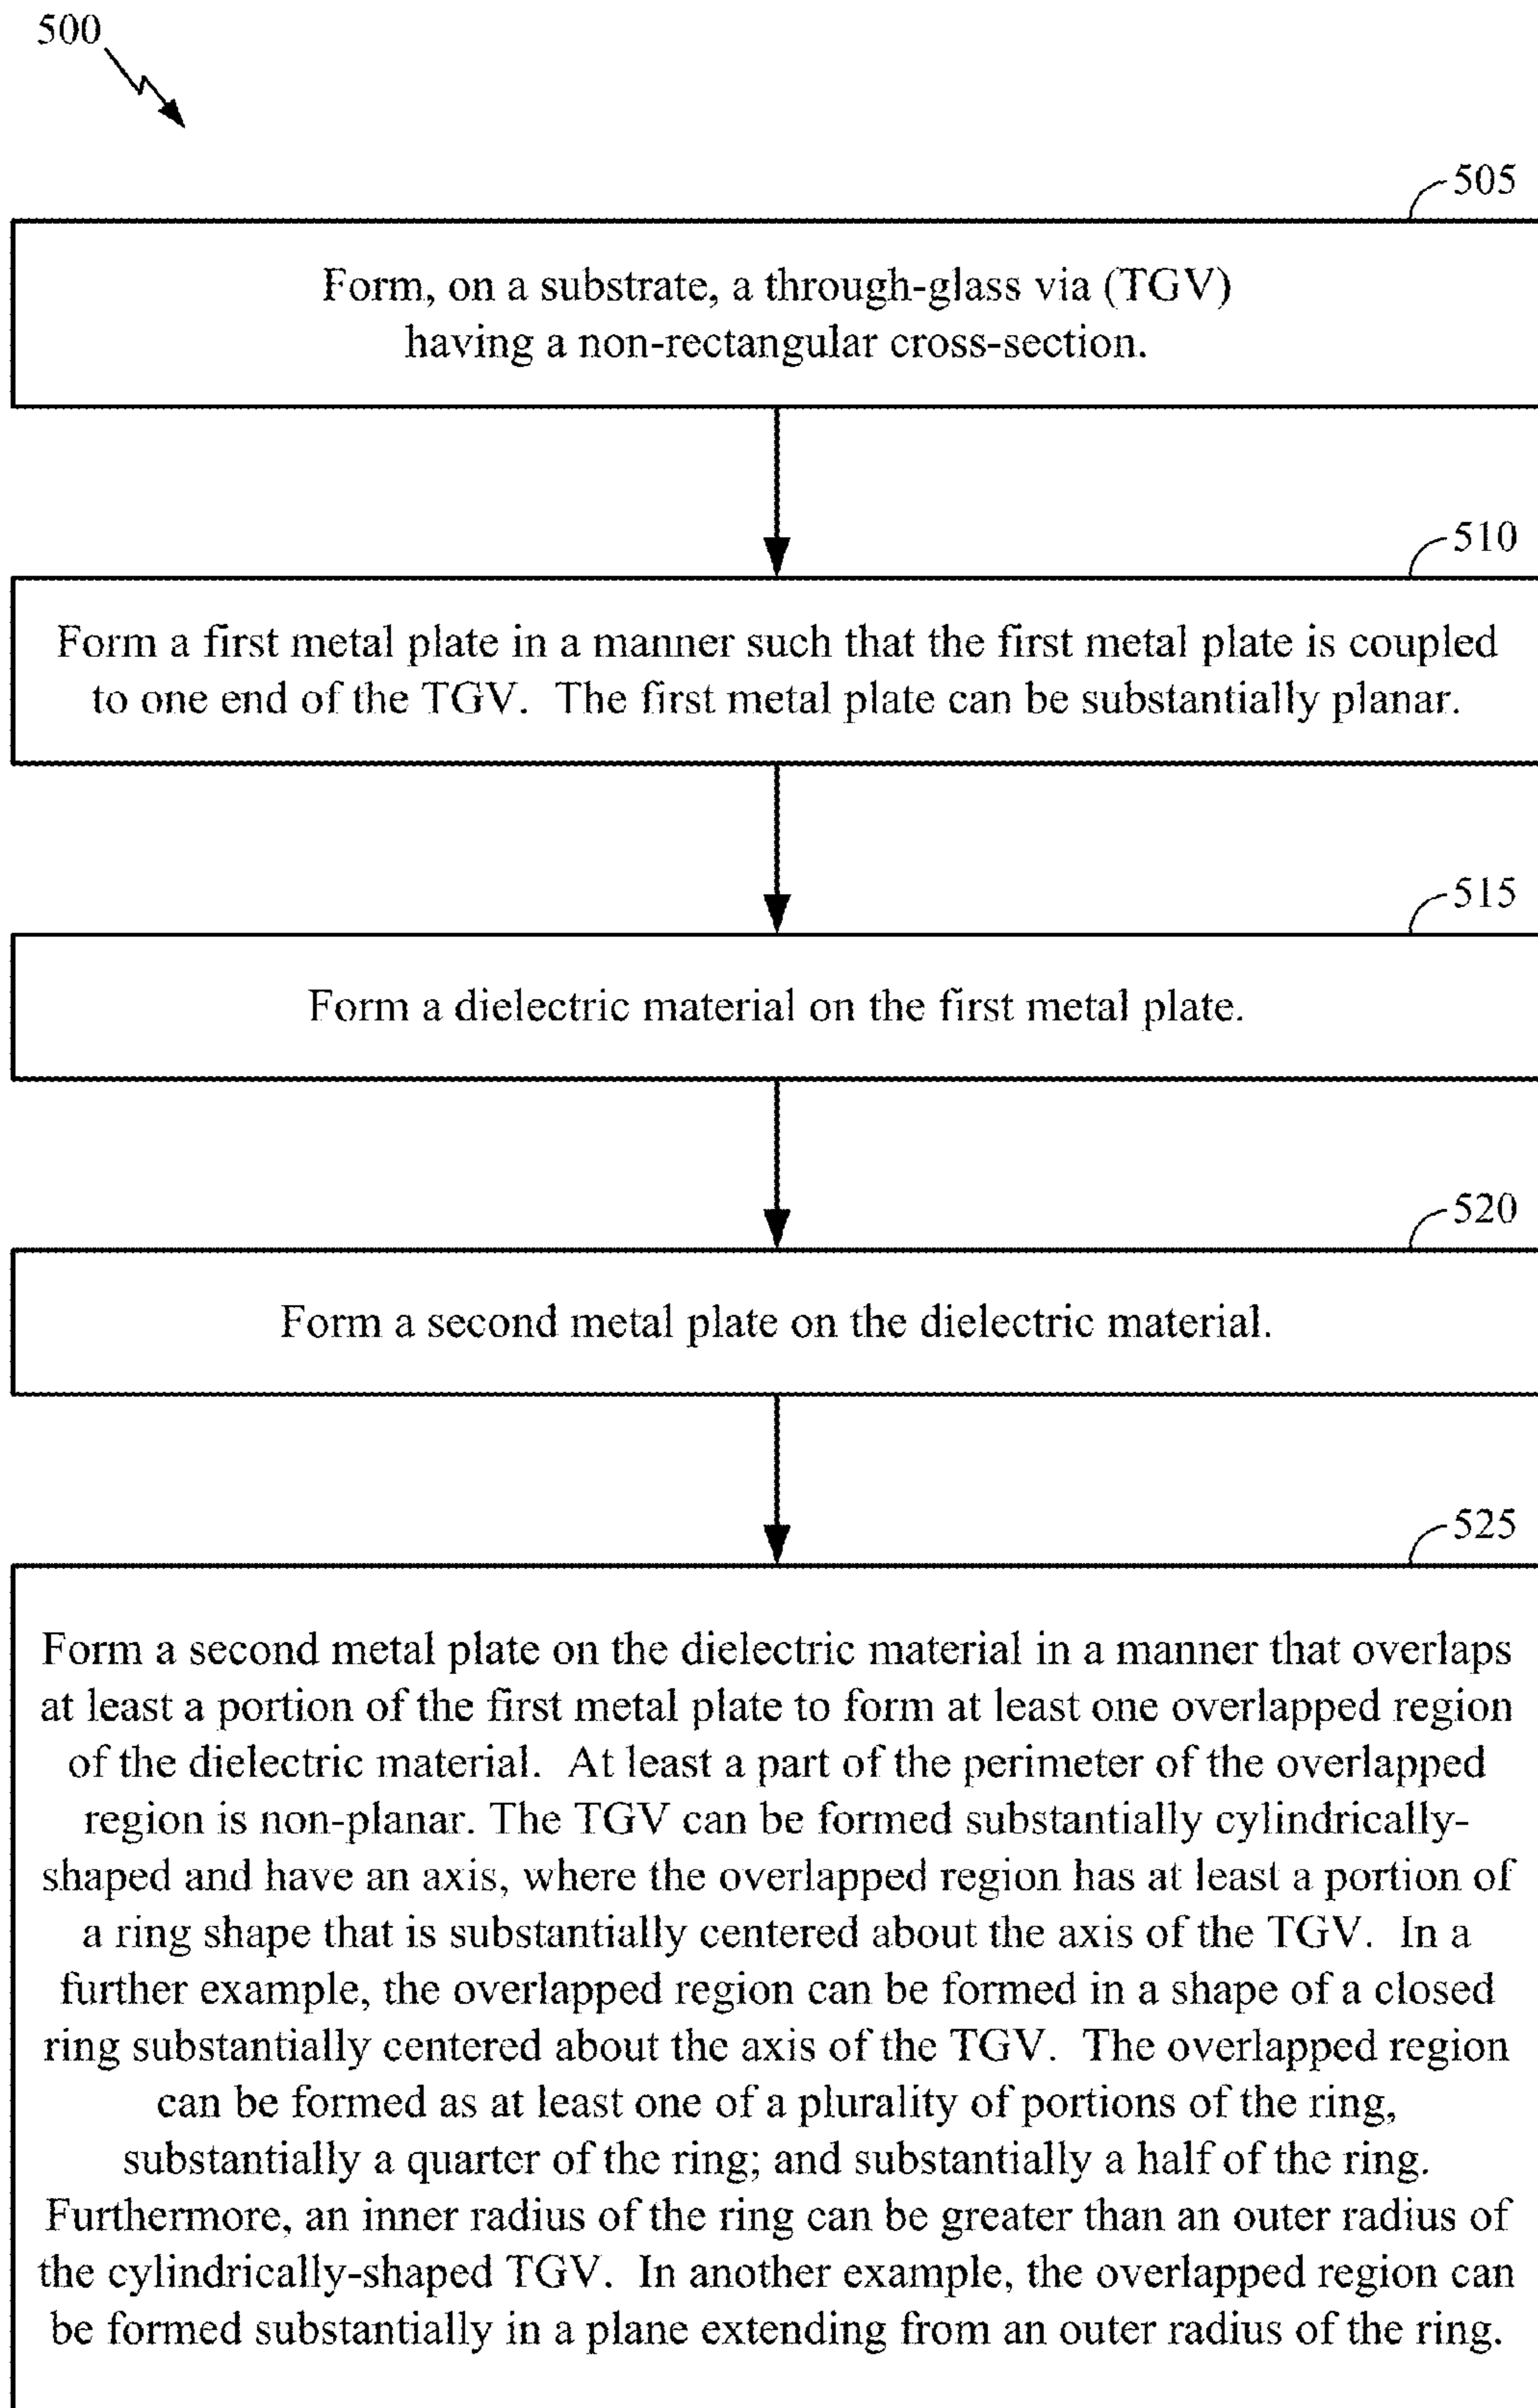 500
505
Form, on a substrate, a through-glass via (TGV)
having a non-rectangular cross-section.
510
Form a first metal plate in a manner such that the first metal plate is coupled
to one end of the TGV. The first metal plate can be substantially planar.
515
Form a dielectric material on the first metal plate.
520
Form a second metal plate on the dielectric material.
525
Form a second metal plate on the dielectric material in a manner that overlaps
at least a portion of the first metal plate to form at least one overlapped region
of the dielectric material. At least a part of the perimeter of the overlapped
region is non-planar. The TGV can be formed substantially cylindrically-
shaped and have an axis, where the overlapped region has at least a portion of
a ring shape that is substantially centered about the axis of the TGV. In a
further example, the overlapped region can be formed in a shape of a closed
ring substantially centered about the axis of the TGV. The overlapped region
can be formed as at least one of a plurality of portions of the ring,
substantially a quarter of the ring; and substantially a half of the ring.
Furthermore, an inner radius of the ring can be greater than an outer radius of
the cylindrically-shaped TGV. In another example, the overlapped region can
be formed substantially in a plane extending from an outer radius of the ring.